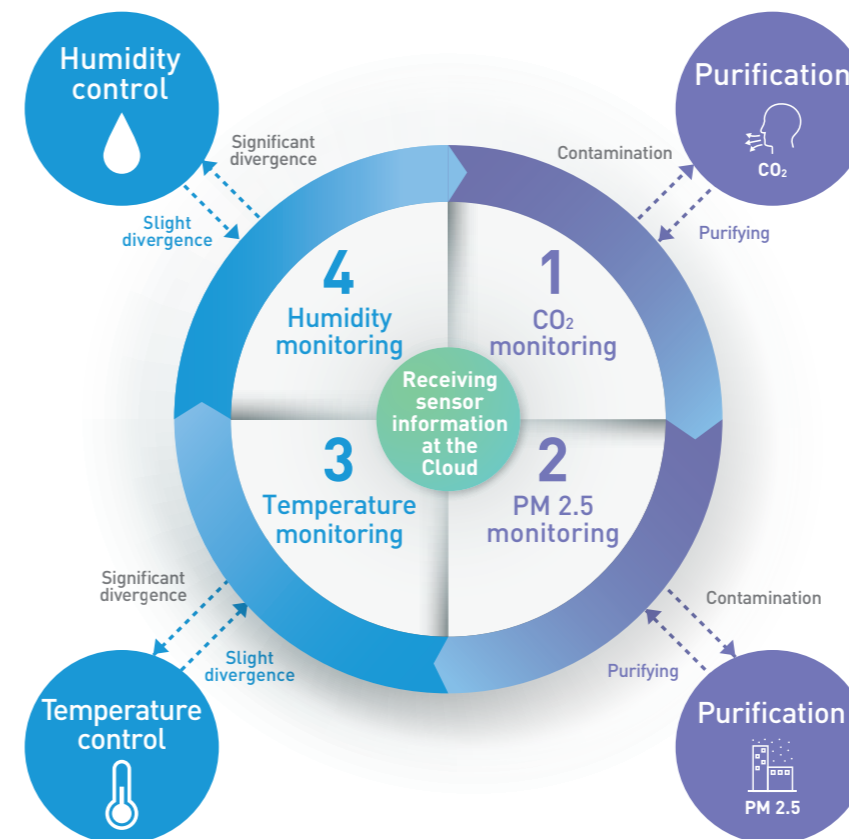 Humidity
control
Significant
divergence
Slight
divergence
Purification
CO₂
Contamination
Purifying
4
Humidity
monitoring
1
CO₂
monitoring
Receiving
sensor
information
at the
Cloud
3
Temperature
monitoring
2
PM 2.5
monitoring
Significant
divergence
Slight
divergence
Temperature
control
Contamination
Purifying
Purification
PM 2.5